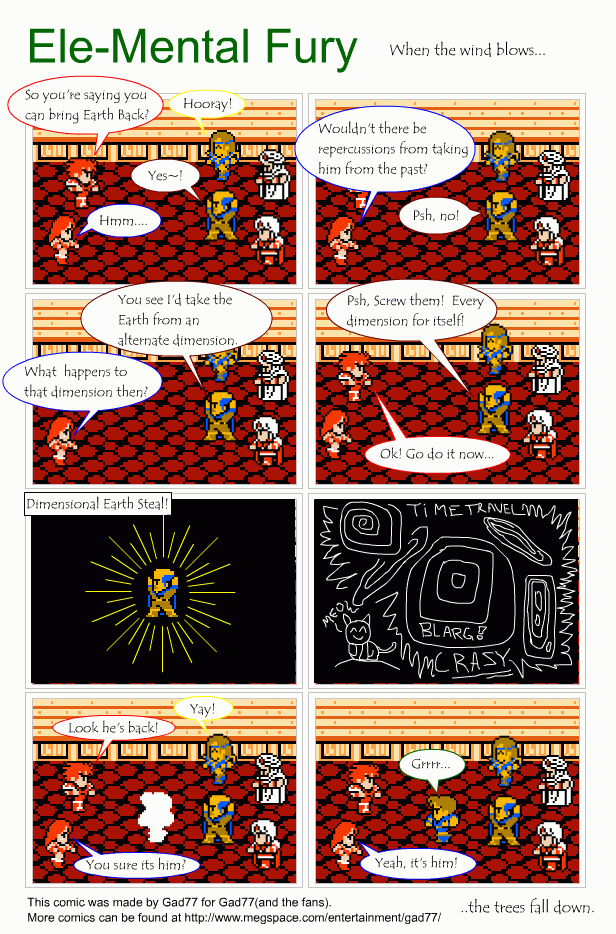 Ele-Mental Fury
When the wind blows...
So you're saying you
can bring Earth Back?
Hooray!
Yes~!
Hmm....
Wouldn't there be
repercussions from taking
him from the past?
Psh, no!
You see I'd take the
Earth from an
alternate dimension.
What happens to
that dimension then?
Psh, Screw them! Every
dimension for itself!
Ok! Go do it now...
Dimensional Earth Steal!
TIME TRAVEL
MEOW
BLARG!
CRASY
Yay!
Look he's back!
You sure its him?
Grrr...
Yeah, it's him!
This comic was made by Gad77 for Gad77(and the fans).
More comics can be found at http://www.megspace.com/entertainment/gad77/
..the trees fall down.